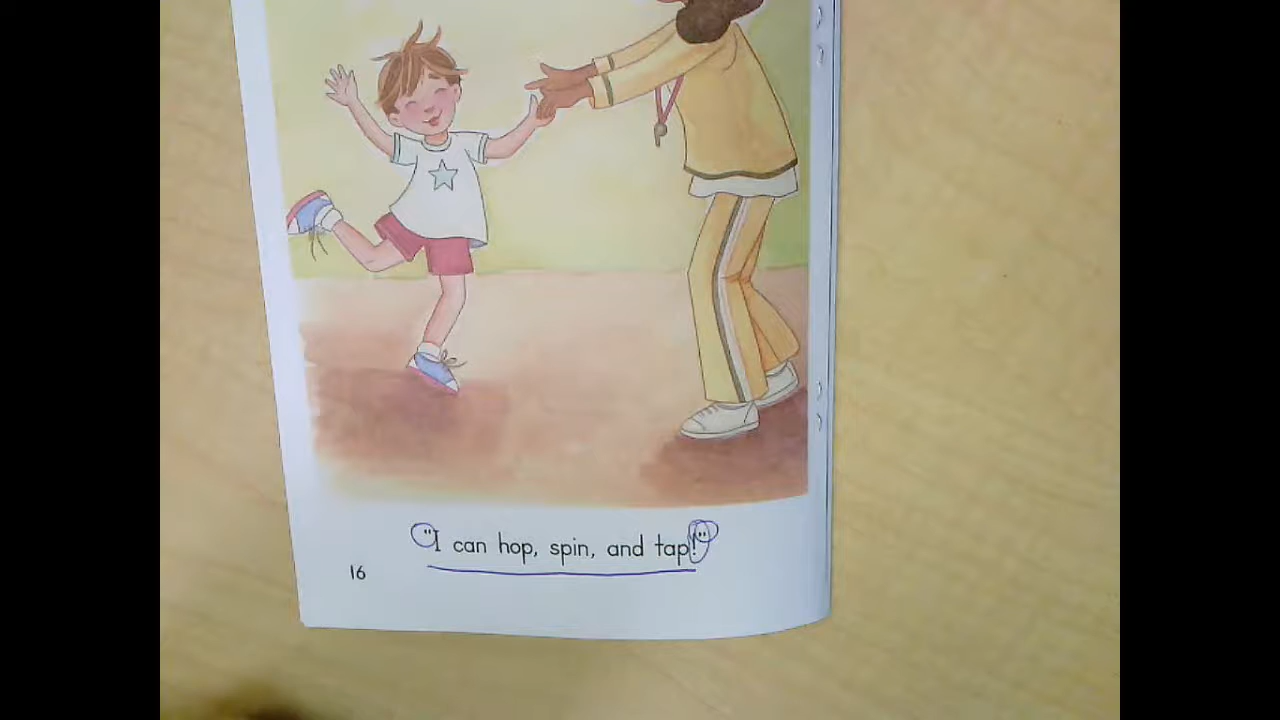 "I can hop, spin, and tap!"
16